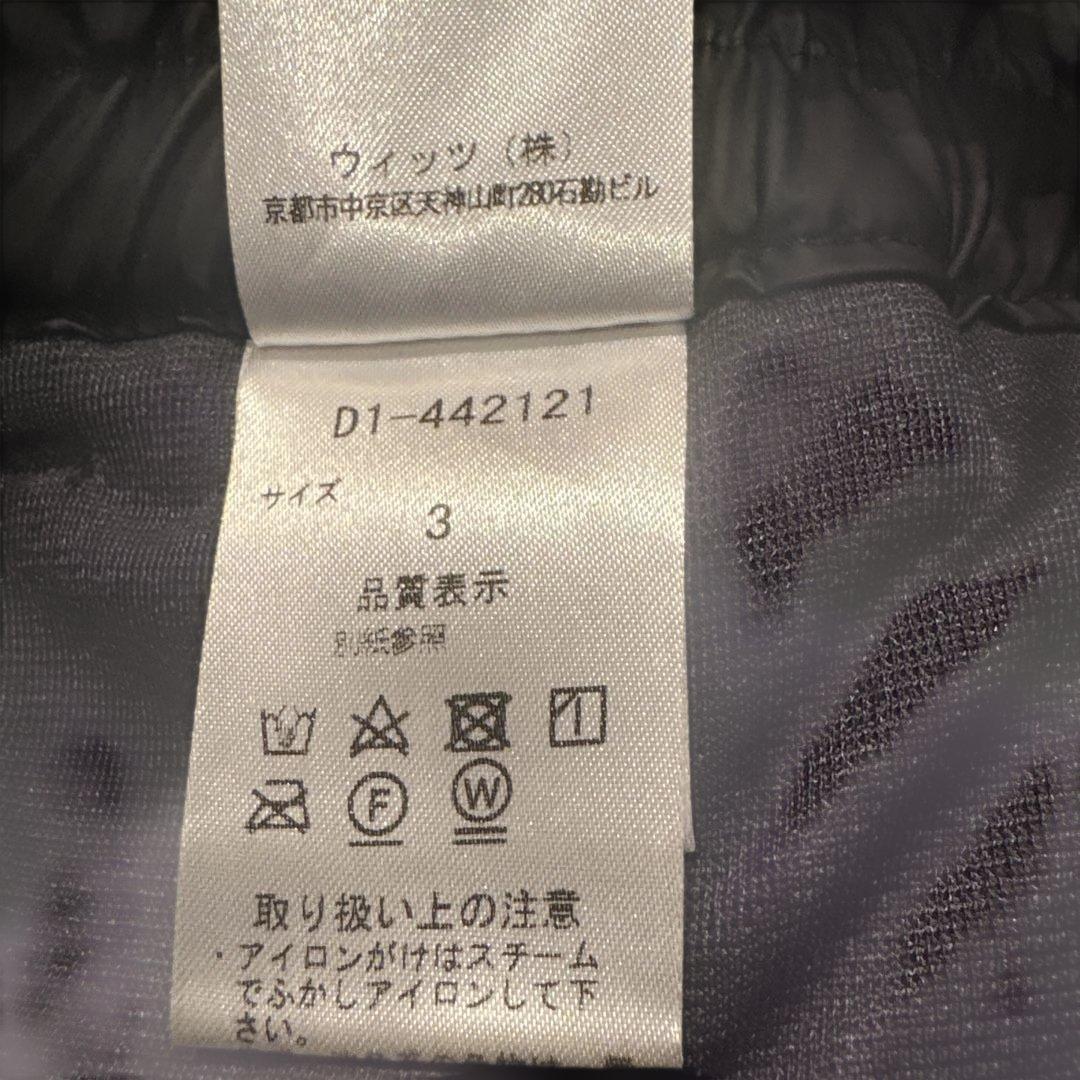 ウィッツ（株）
京都市中京区天神山町280石勘ビル
D1-442121
サイズ
3
品質表示
別紙参照
F W
取り扱い上の注意
・アイロンがけはスチーム
でふかしアイロンして下
さい。